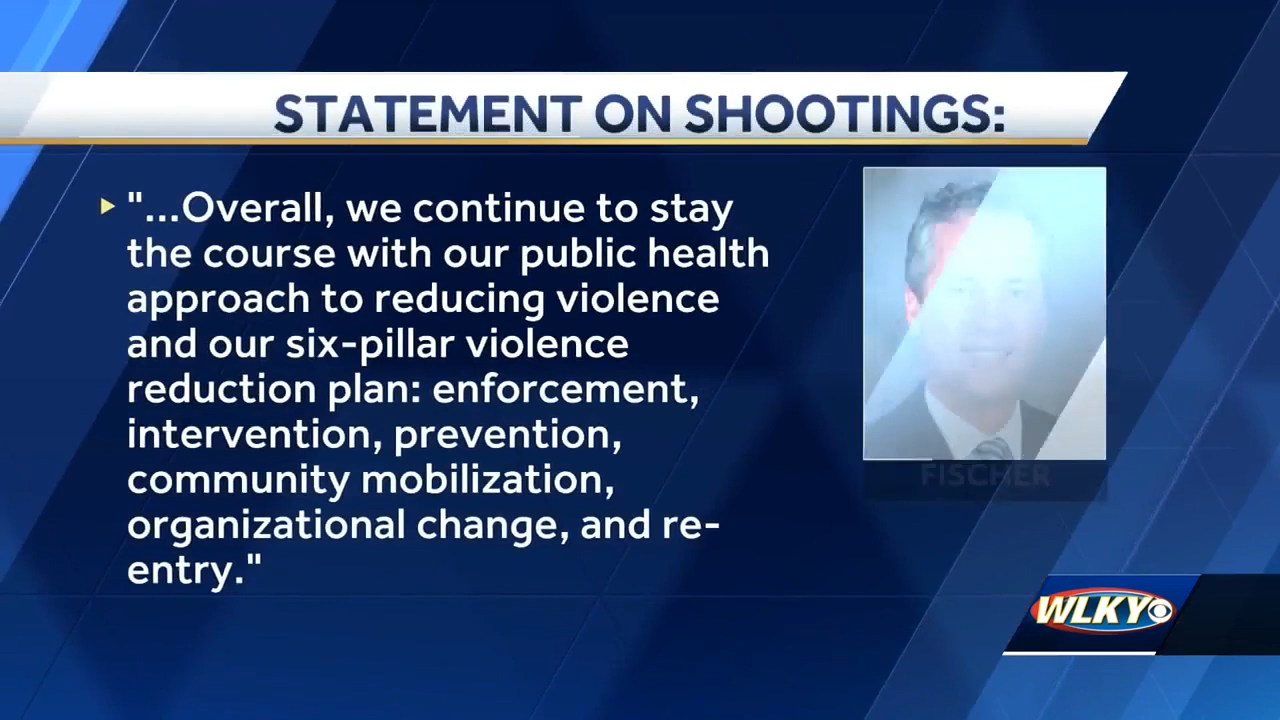 STATEMENT ON SHOOTINGS:
"...Overall, we continue to stay
the course with our public health
approach to reducing violence
and our six-pillar violence
reduction plan: enforcement,
intervention, prevention,
community mobilization,
organizational change, and re-
entry."
FISCHER
WLKY